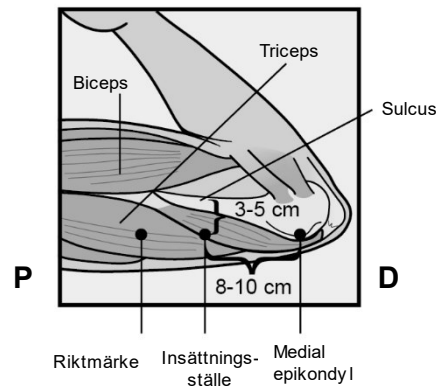 Triceps
Biceps
Sulcus
3-5 cm
P
D
8-10 cm
Riktmärke
Insättnings-
ställe
Medial
epikondyl